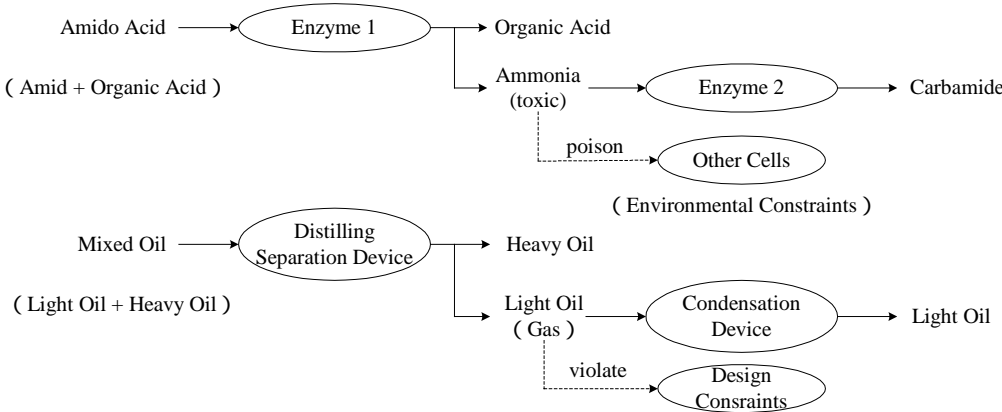 Amido Acid
Enzyme 1
Organic Acid
( Amid + Organic Acid )
Ammonia
(toxic)
Enzyme 2
Carbamide
poison
Other Cells
( Environmental Constraints )
Mixed Oil
Distilling
Separation Device
Heavy Oil
( Light Oil + Heavy Oil )
Light Oil
( Gas )
Condensation
Device
Light Oil
violate
Design
Consraints